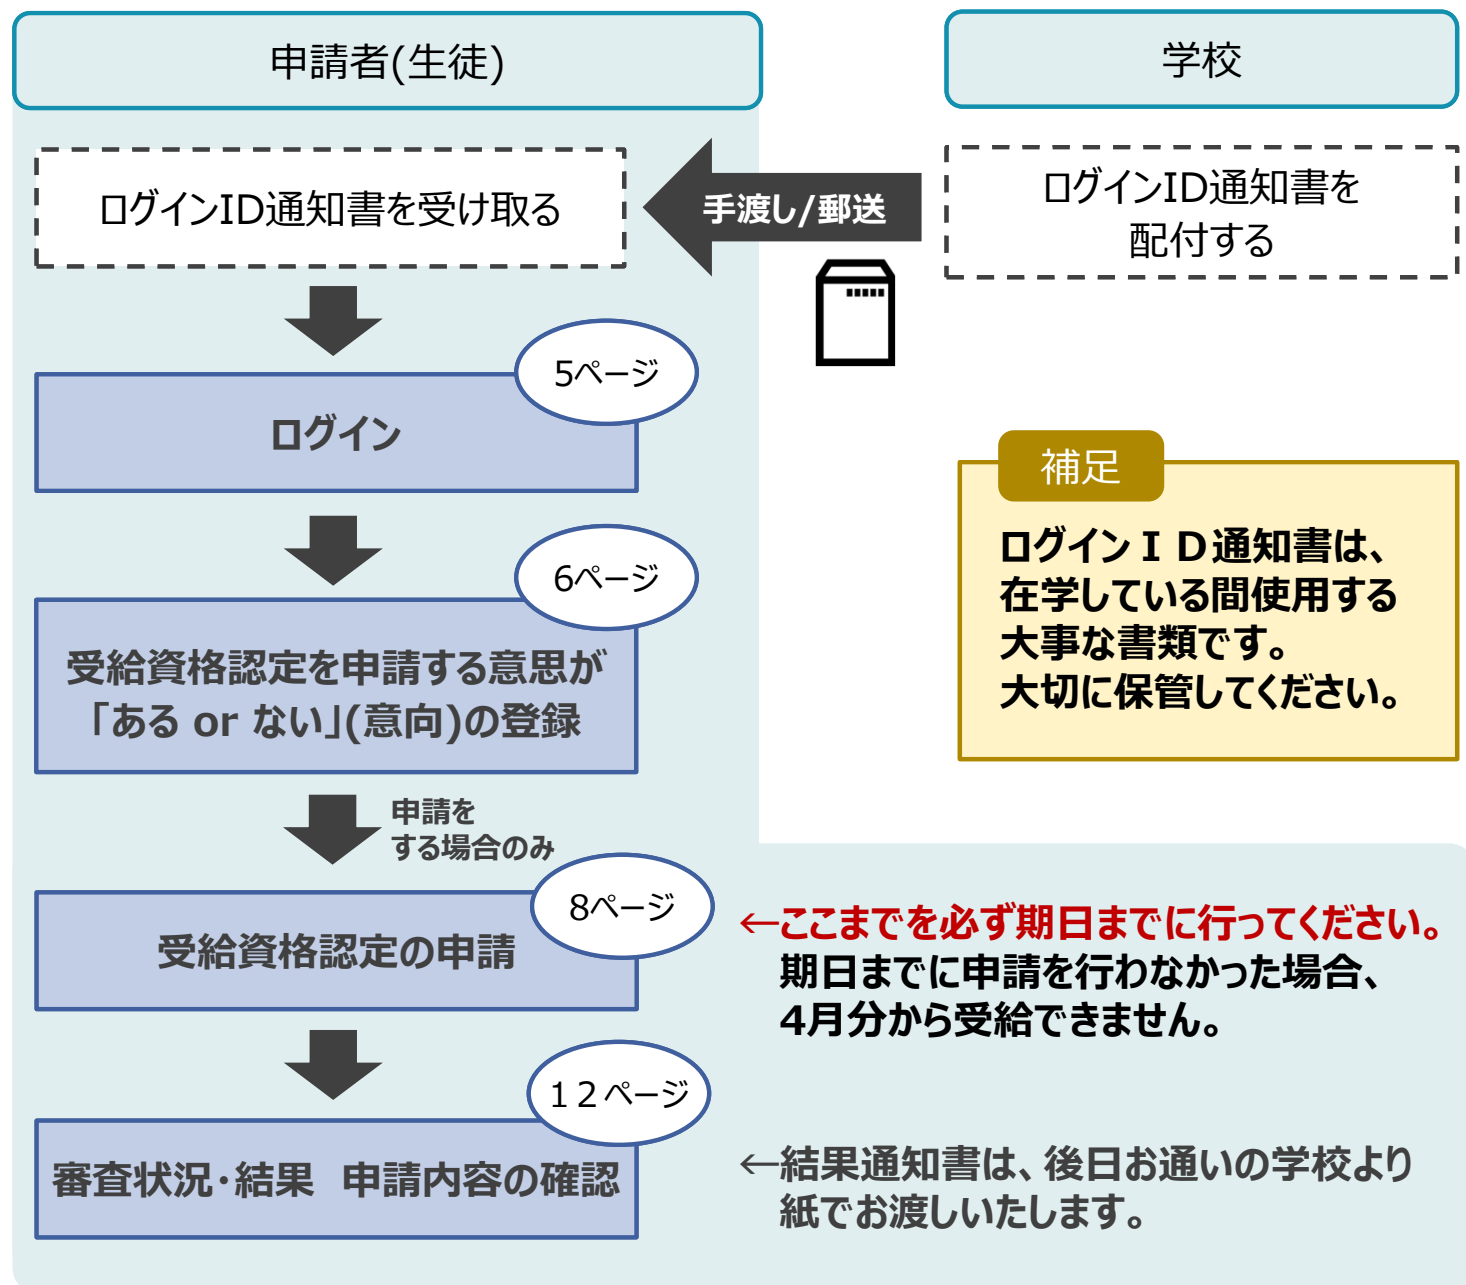 申請者(生徒)
学校
ログインID通知書を受け取る
手渡し/郵送
ログインID通知書を
配付する
5ページ
ログイン
補足
ログインＩＤ通知書は、
在学している間使用する
大事な書類です。
大切に保管してください。
6ページ
受給資格認定を申請する意思が
「ある or ない」(意向)の登録
申請を
する場合のみ
8ページ
受給資格認定の申請
←ここまでを必ず期日までに行ってください。
期日までに申請を行わなかった場合、
4月分から受給できません。
１２ページ
審査状況・結果　申請内容の確認
←結果通知書は、後日お通いの学校より
紙でお渡しいたします。